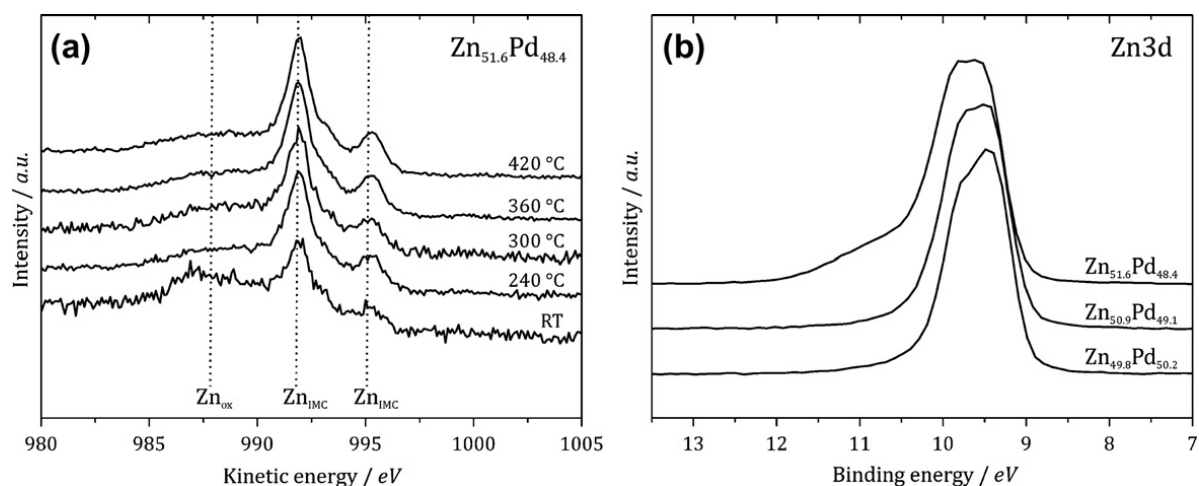 (a)
Zn51.6Pd48.4
420 °C
360 °C
300 °C
240 °C
RT
Znox
ZnIMC
ZnIMC
980
985
990
995
1000
1005
Kinetic energy / eV
Intensity / a.u.
(b)
Zn3d
Zn51.6Pd48.4
Zn50.9Pd49.1
Zn49.8Pd50.2
13
12
11
10
9
8
7
Binding energy / eV
Intensity / a.u.